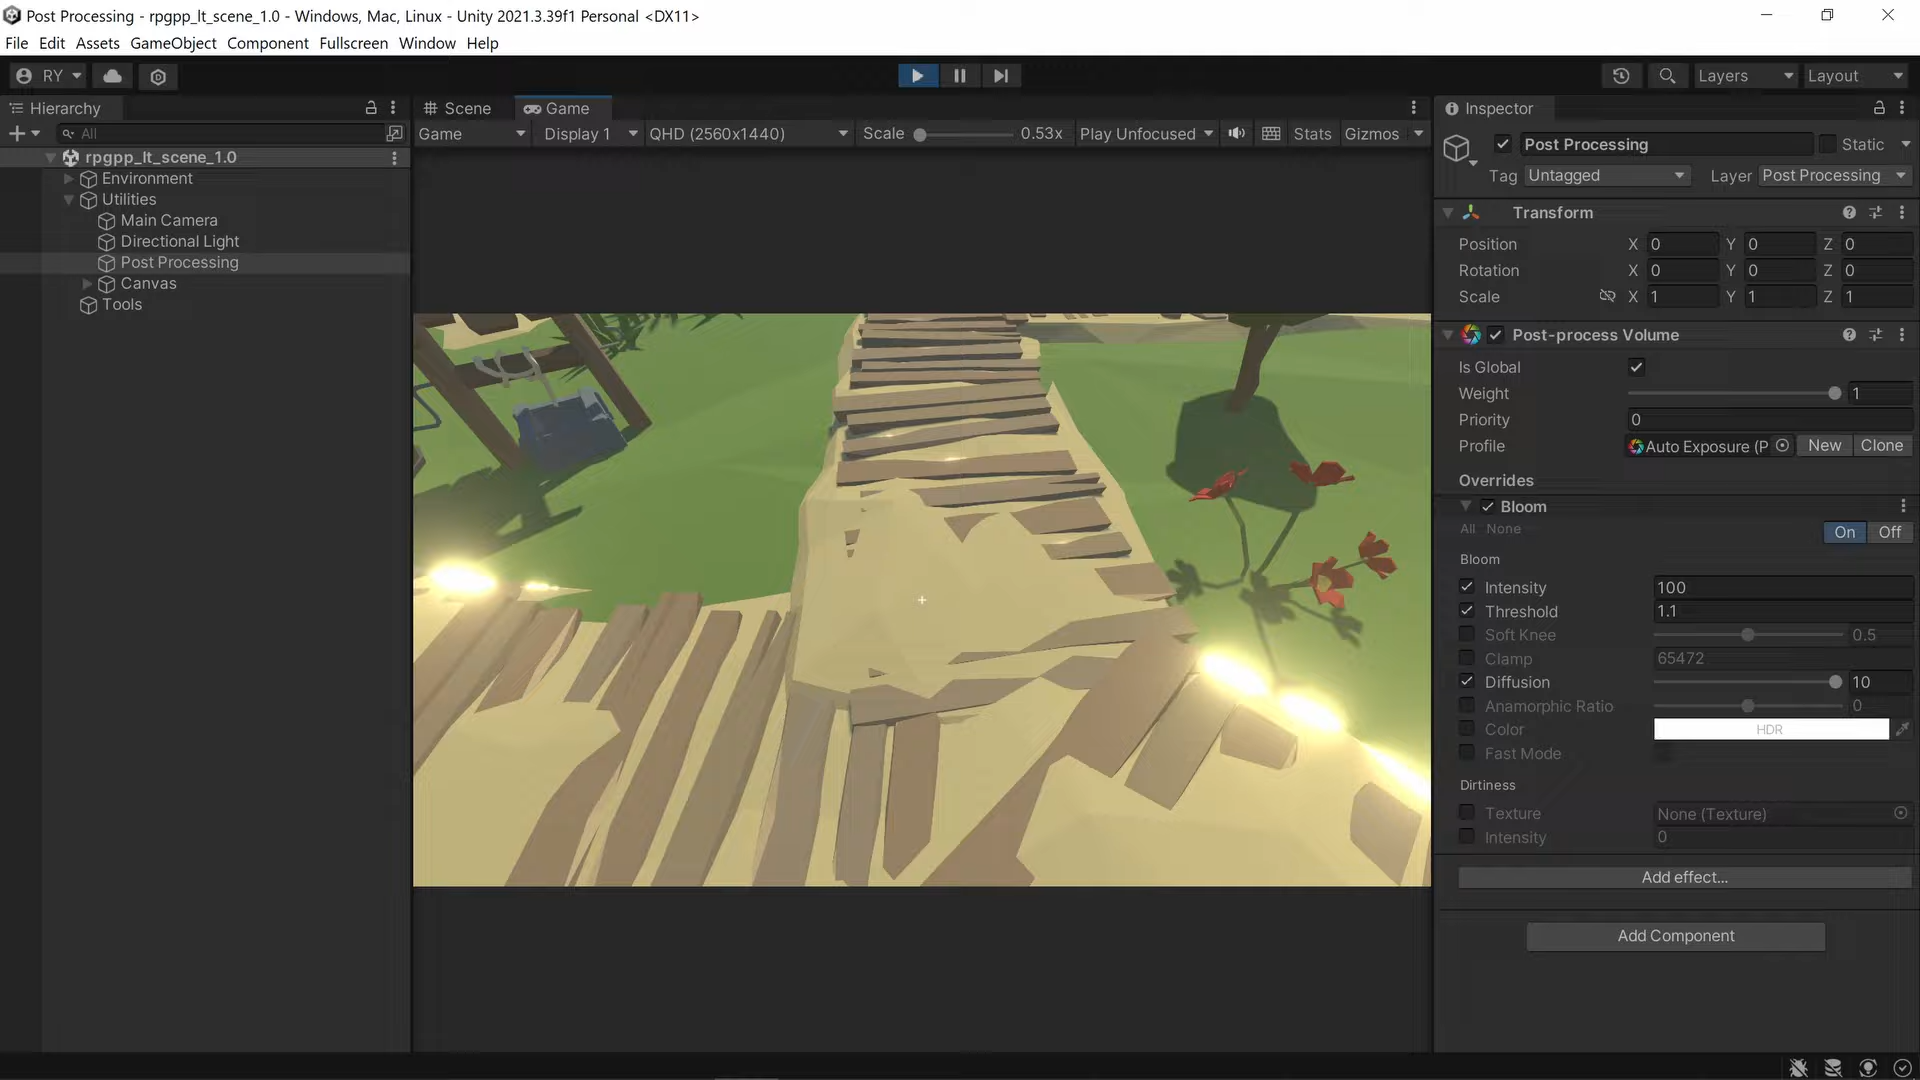 Post Processing - rpgpp_lt_scene_1.0 - Windows, Mac, Linux - Unity 2021.3.39f1 Personal <DX11>
File Edit Assets GameObject Component Fullscreen Window Help
RY Layers Layout
Hierarchy
All
rpgpp_lt_scene_1.0
Environment
Utilities
Main Camera
Directional Light
Post Processing
Canvas
Tools
Scene Game
Game Display 1 QHD (2560x1440) Scale 0.53x Play Unfocused Stats Gizmos
Inspector
Post Processing Static
Tag Untagged Layer Post Processing
Transform
Position X 0 Y 0 Z 0
Rotation X 0 Y 0 Z 0
Scale X 1 Y 1 Z 1
Post-process Volume
Is Global
Weight 1
Priority 0
Profile Auto Exposure (P New Clone
Overrides
Bloom
All None On Off
Bloom
Intensity 100
Threshold 1.1
Soft Knee 0.5
Clamp 65472
Diffusion 10
Anamorphic Ratio 0
Color HDR
Fast Mode
Dirtiness
Texture None (Texture)
Intensity 0
Add effect...
Add Component